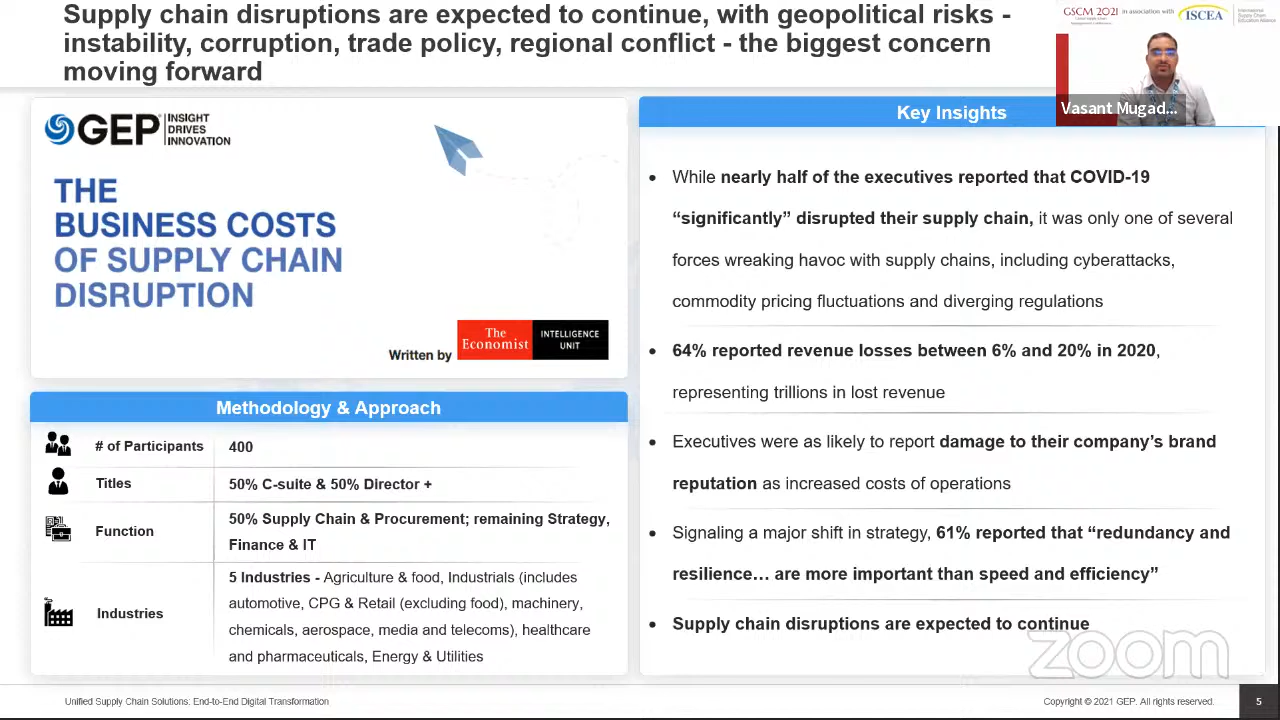 Supply chain disruptions are expected to continue, with geopolitical risks -
instability, corruption, trade policy, regional conflict - the biggest concern
moving forward
GSCM 2021
in association with
ISCEA
International
Supply Chain
Education Alliance
Vasant Mugad...
GEP
INSIGHT
DRIVES
INNOVATION
THE
BUSINESS COSTS
OF SUPPLY CHAIN
DISRUPTION
Written by
The
Economist
INTELLIGENCE
UNIT
Methodology & Approach
# of Participants
400
Titles
50% C-suite & 50% Director +
Function
50% Supply Chain & Procurement; remaining Strategy,
Finance & IT
Industries
5 Industries - Agriculture & food, Industrials (includes
automotive, CPG & Retail (excluding food), machinery,
chemicals, aerospace, media and telecoms), healthcare
and pharmaceuticals, Energy & Utilities
Key Insights
• While nearly half of the executives reported that COVID-19
“significantly” disrupted their supply chain, it was only one of several
forces wreaking havoc with supply chains, including cyberattacks,
commodity pricing fluctuations and diverging regulations
• 64% reported revenue losses between 6% and 20% in 2020,
representing trillions in lost revenue
• Executives were as likely to report damage to their company’s brand
reputation as increased costs of operations
• Signaling a major shift in strategy, 61% reported that “redundancy and
resilience… are more important than speed and efficiency”
• Supply chain disruptions are expected to continue
zoom
Unified Supply Chain Solutions: End-to-End Digital Transformation
Copyright © 2021 GEP. All rights reserved.
5